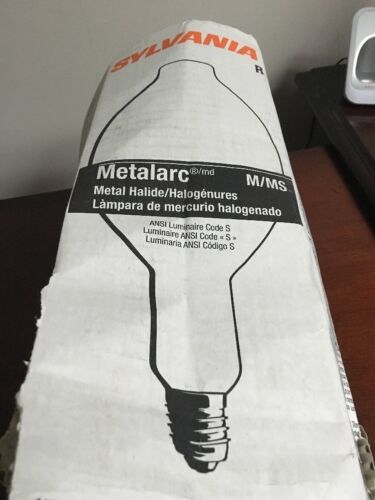 SYLVANIA
R
Metalarc®/md M/MS
Metal Halide/Halogénures
Làmpara de mercurio halogenado
ANSI Luminaire Code S
Luminaire ANSI Code « S »
Luminaria ANSI Código S